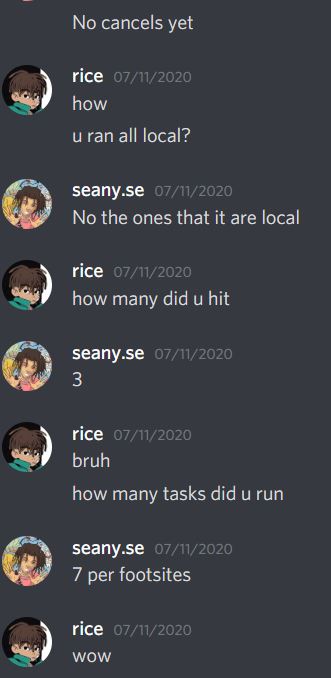 No cancels yet
rice 07/11/2020
how
u ran all local?
seany.se 07/11/2020
No the ones that it are local
rice 07/11/2020
how many did u hit
seany.se 07/11/2020
3
rice 07/11/2020
bruh
how many tasks did u run
seany.se 07/11/2020
7 per footsites
rice 07/11/2020
wow